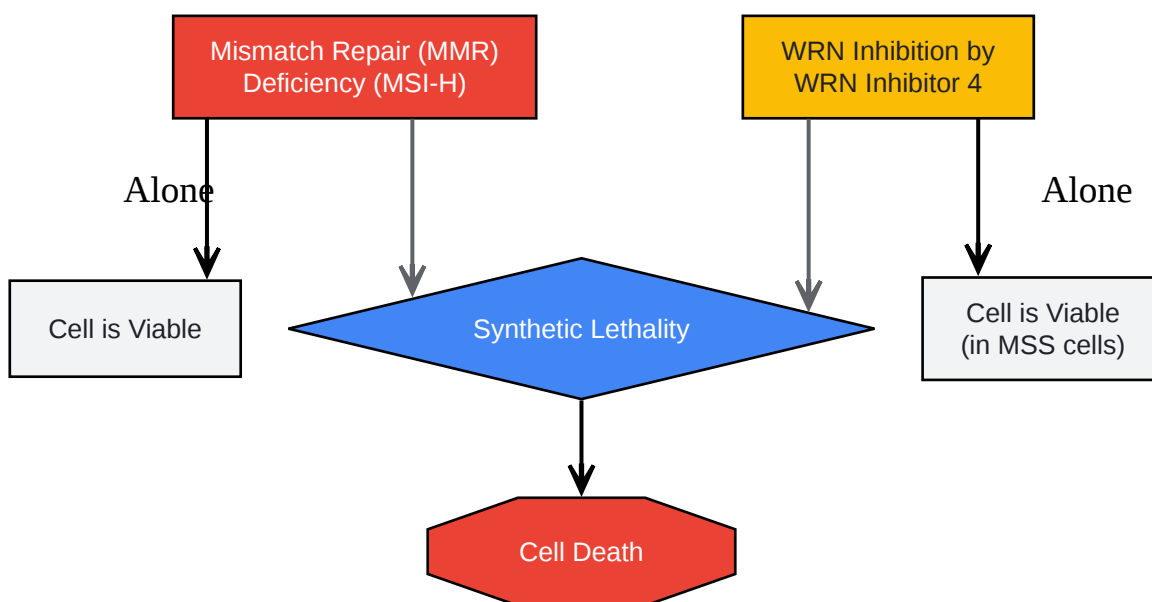 Mismatch Repair (MMR)
Deficiency (MSI-H)
WRN Inhibition by
WRN Inhibitor 4
Alone
Alone
Cell is Viable
Synthetic Lethality
Cell is Viable
(in MSS cells)
Cell Death